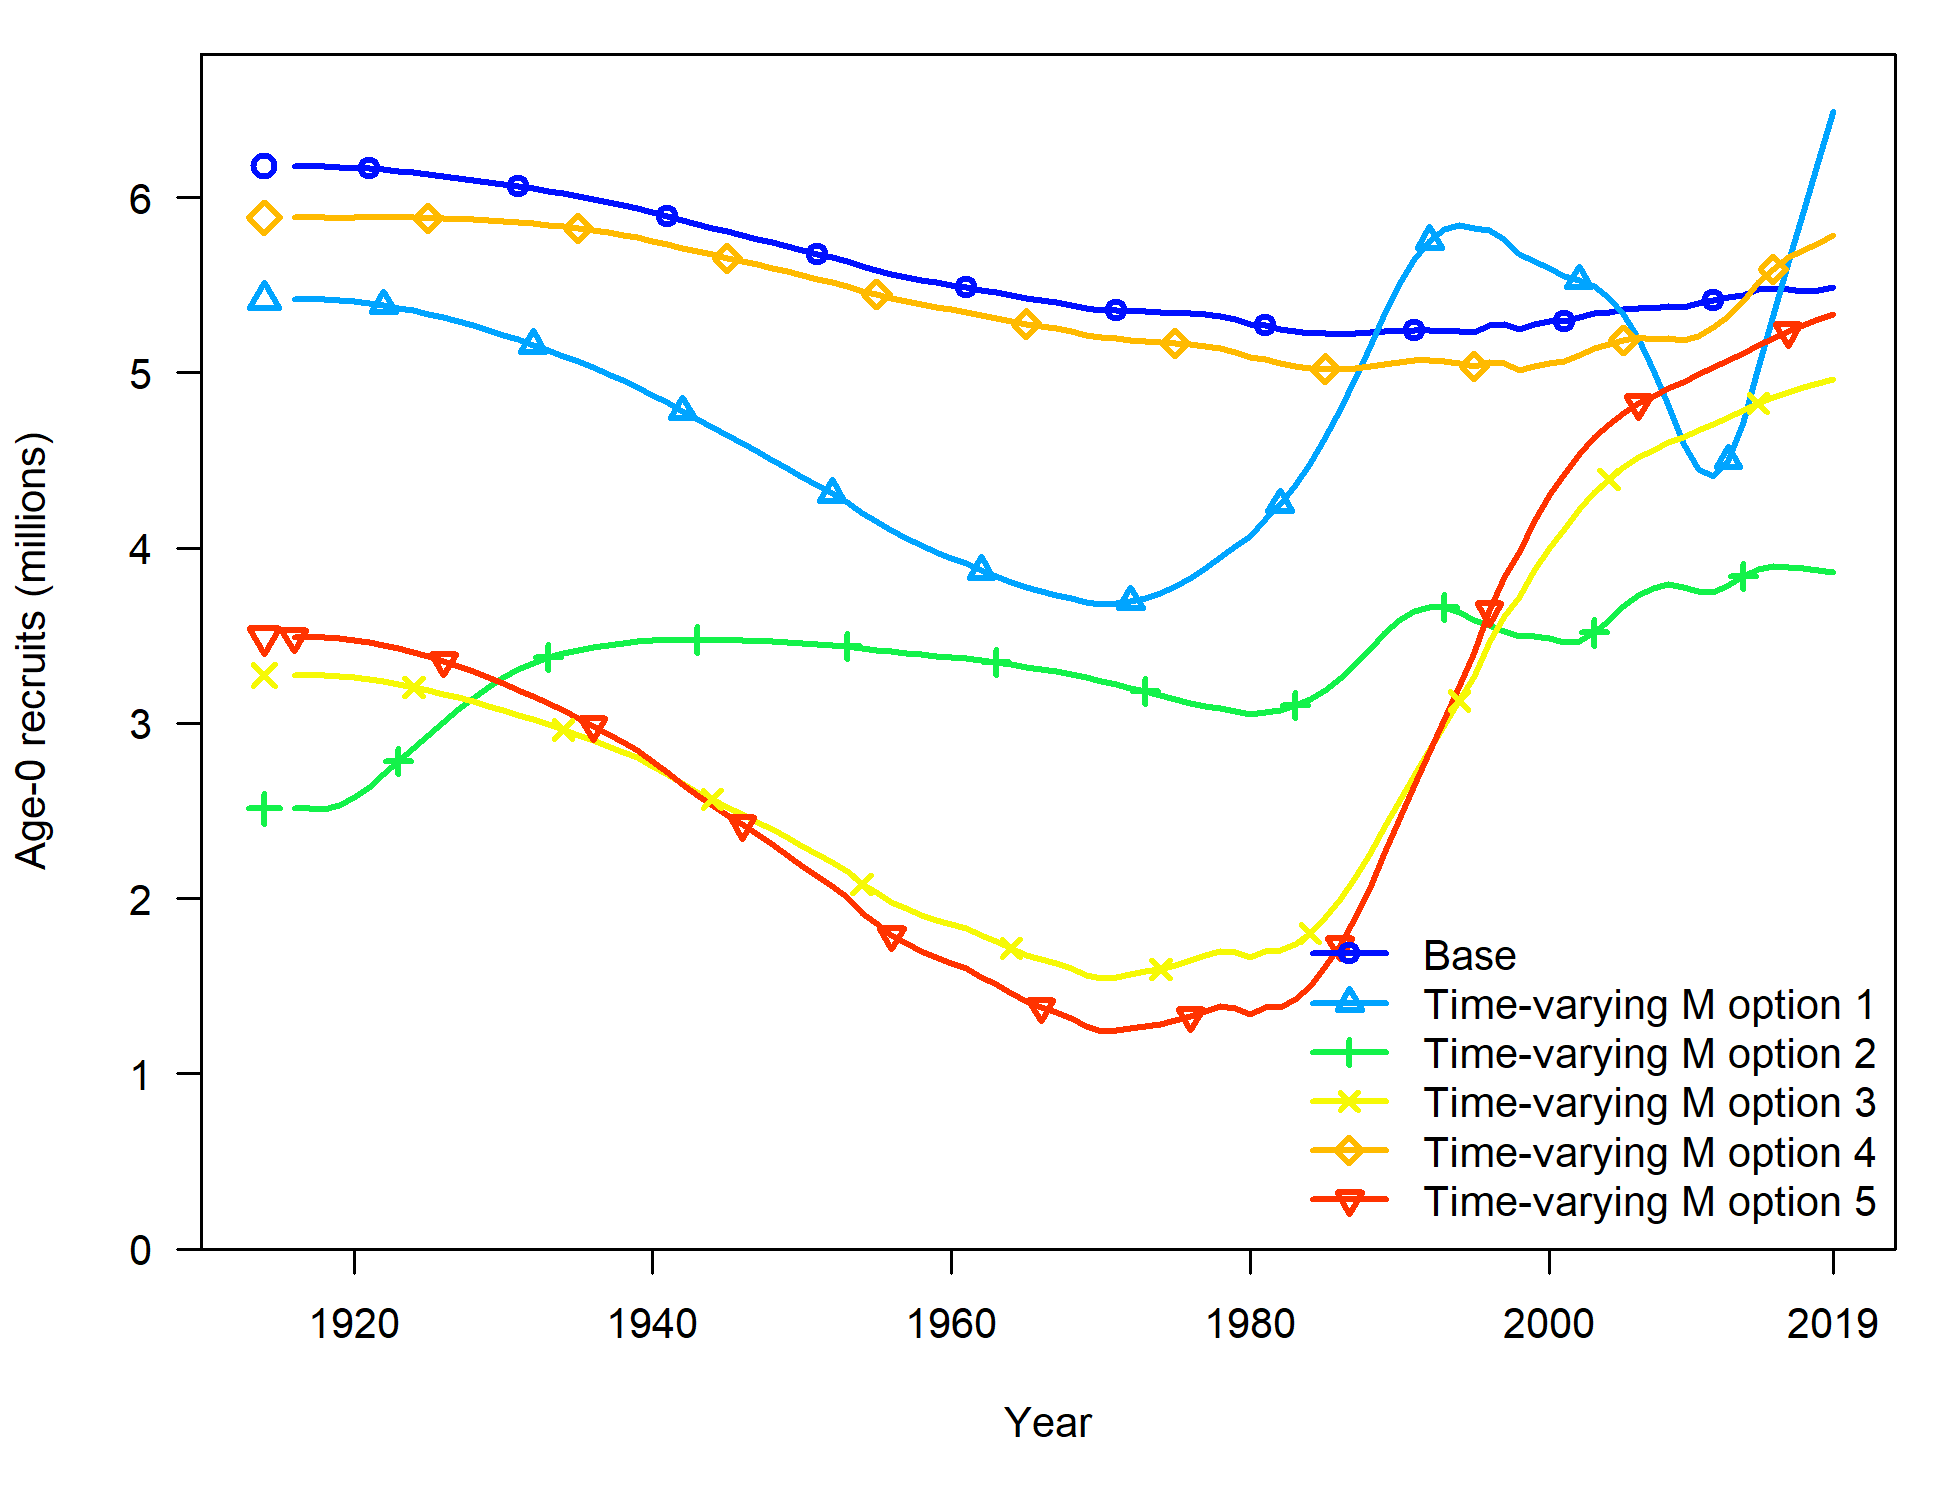 Age-0 recruits (millions)
6
5
4
3
2
1
0
Base
Time-varying M option 1
Time-varying M option 2
Time-varying M option 3
Time-varying M option 4
Time-varying M option 5
1920 1940 1960 1980 2000 2019
Year